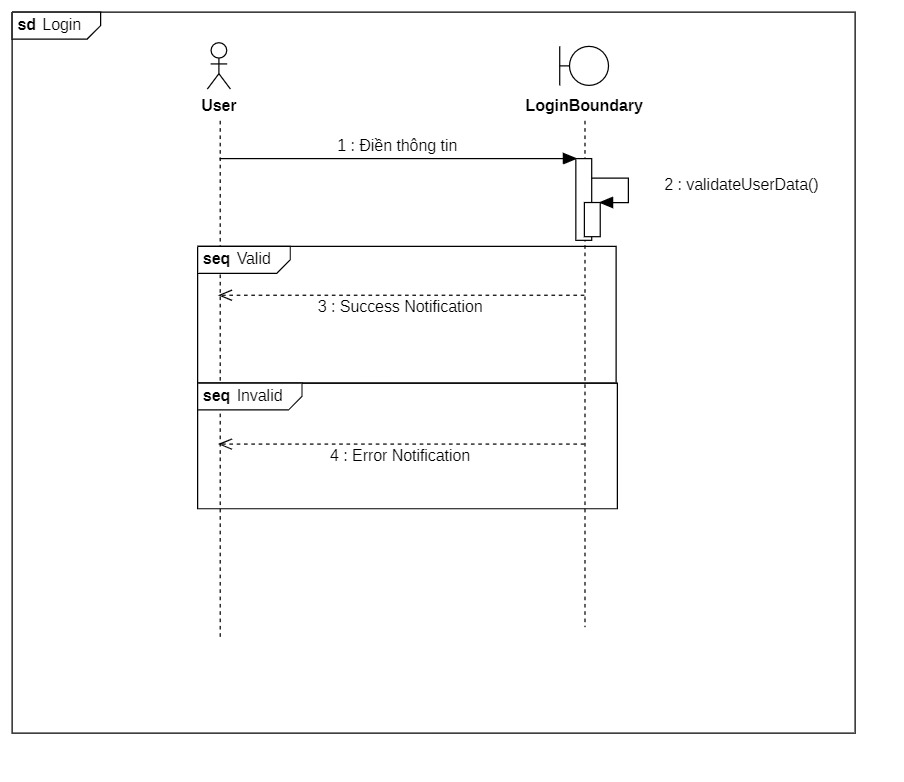 sd Login
User
LoginBoundary
1 : Điền thông tin
2 : validateUserData()
seq Valid
3 : Success Notification
seq Invalid
4 : Error Notification